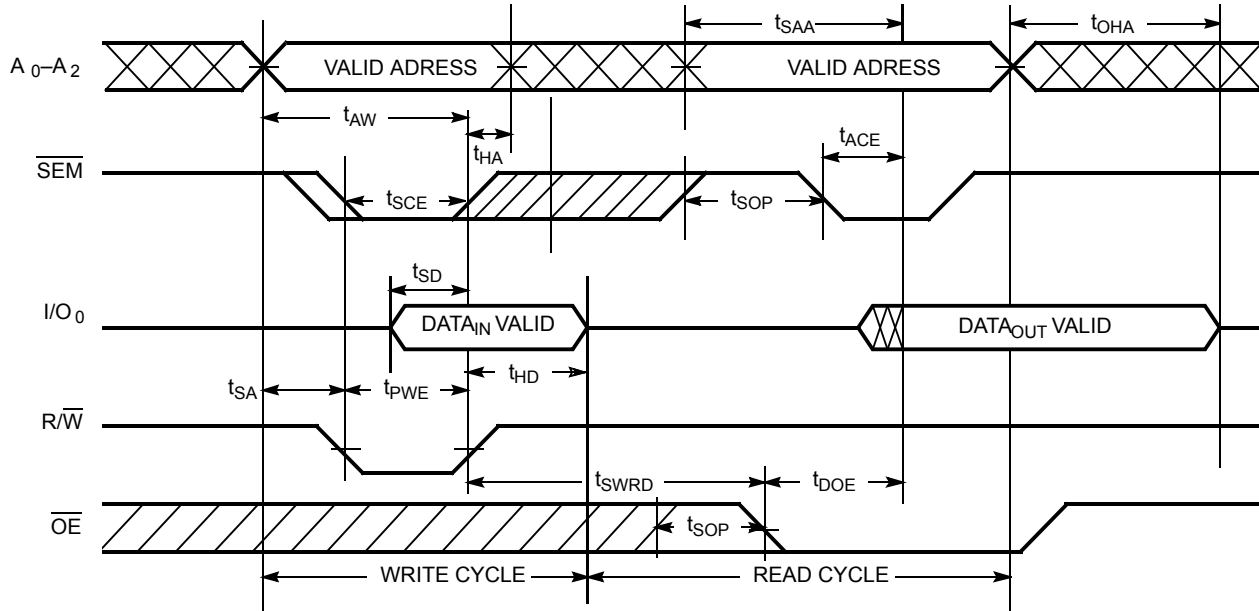 tSAA
tOHA
A0–A2
VALID ADRESS
VALID ADRESS
tAW
tHA
tACE
SEM
tSCE
tSOP
tSD
I/O0
DATAIN VALID
DATAOUT VALID
tSA
tPWE
tHD
R/W
tSWRD
tDOE
OE
tSOP
WRITE CYCLE
READ CYCLE